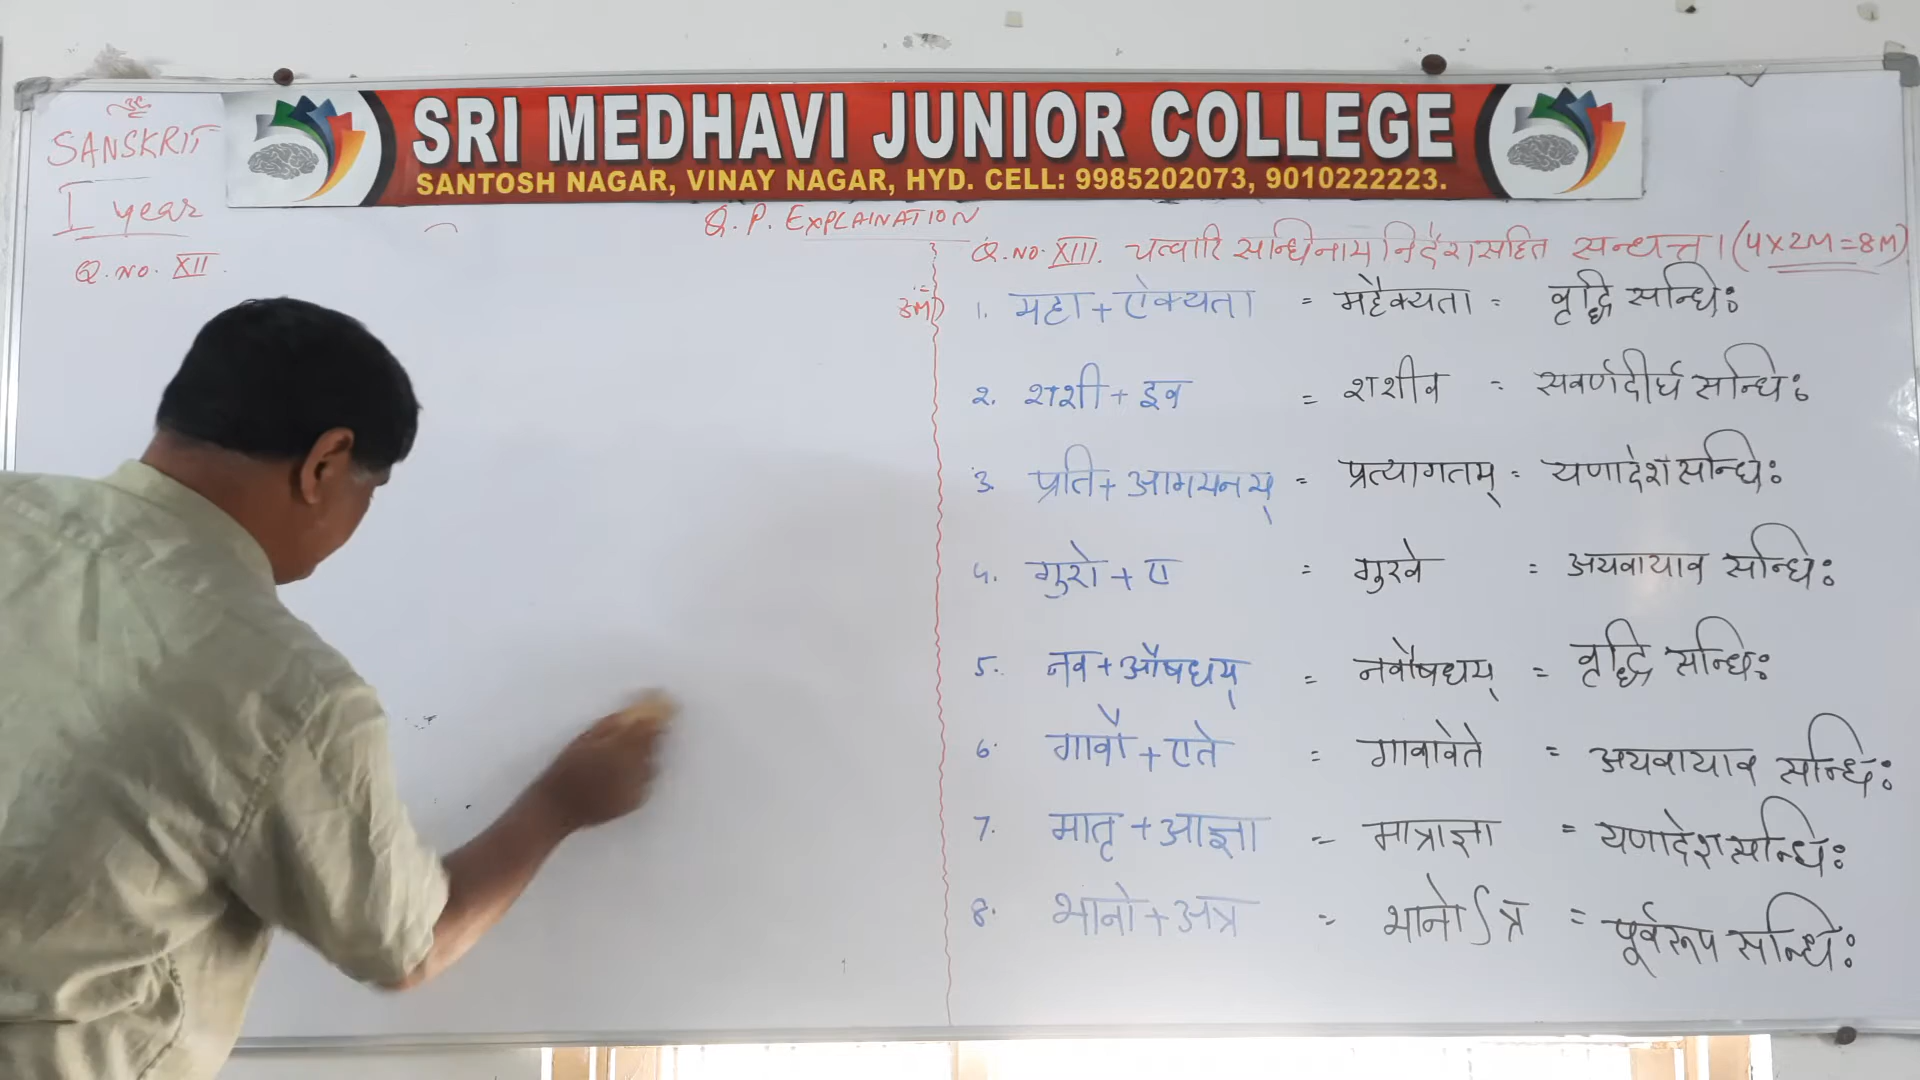 ॐ
SANSKRIT
I year
Q. NO. XII.
SRI MEDHAVI JUNIOR COLLEGE
SANTOSH NAGAR, VINAY NAGAR, HYD. CELL: 9985202073, 9010222223.
Q. P. EXPLAINATION
Q. NO. XIII. चत्वारि सन्धिनाम निर्देशसहित सन्धत्त। (4X2M=8M)
1. महा + ऐक्यता = महैक्यता = वृद्धि सन्धिः
2. शशी + इव = शशीव = सवर्णदीर्घ सन्धिः
3. प्रति + आगमनम् = प्रत्यागतम् = यणादेश सन्धिः
4. गुरो + ए = गुरवे = अयवायाव सन्धिः
5. नव + औषधम् = नवौषधम् = वृद्धि सन्धिः
6. गावौ + एते = गावावेते = अयवायाव सन्धिः
7. मातृ + आज्ञा = मात्राज्ञा = यणादेश सन्धिः
8. भानो + अत्र = भानोऽत्र = पूर्वरूप सन्धिः